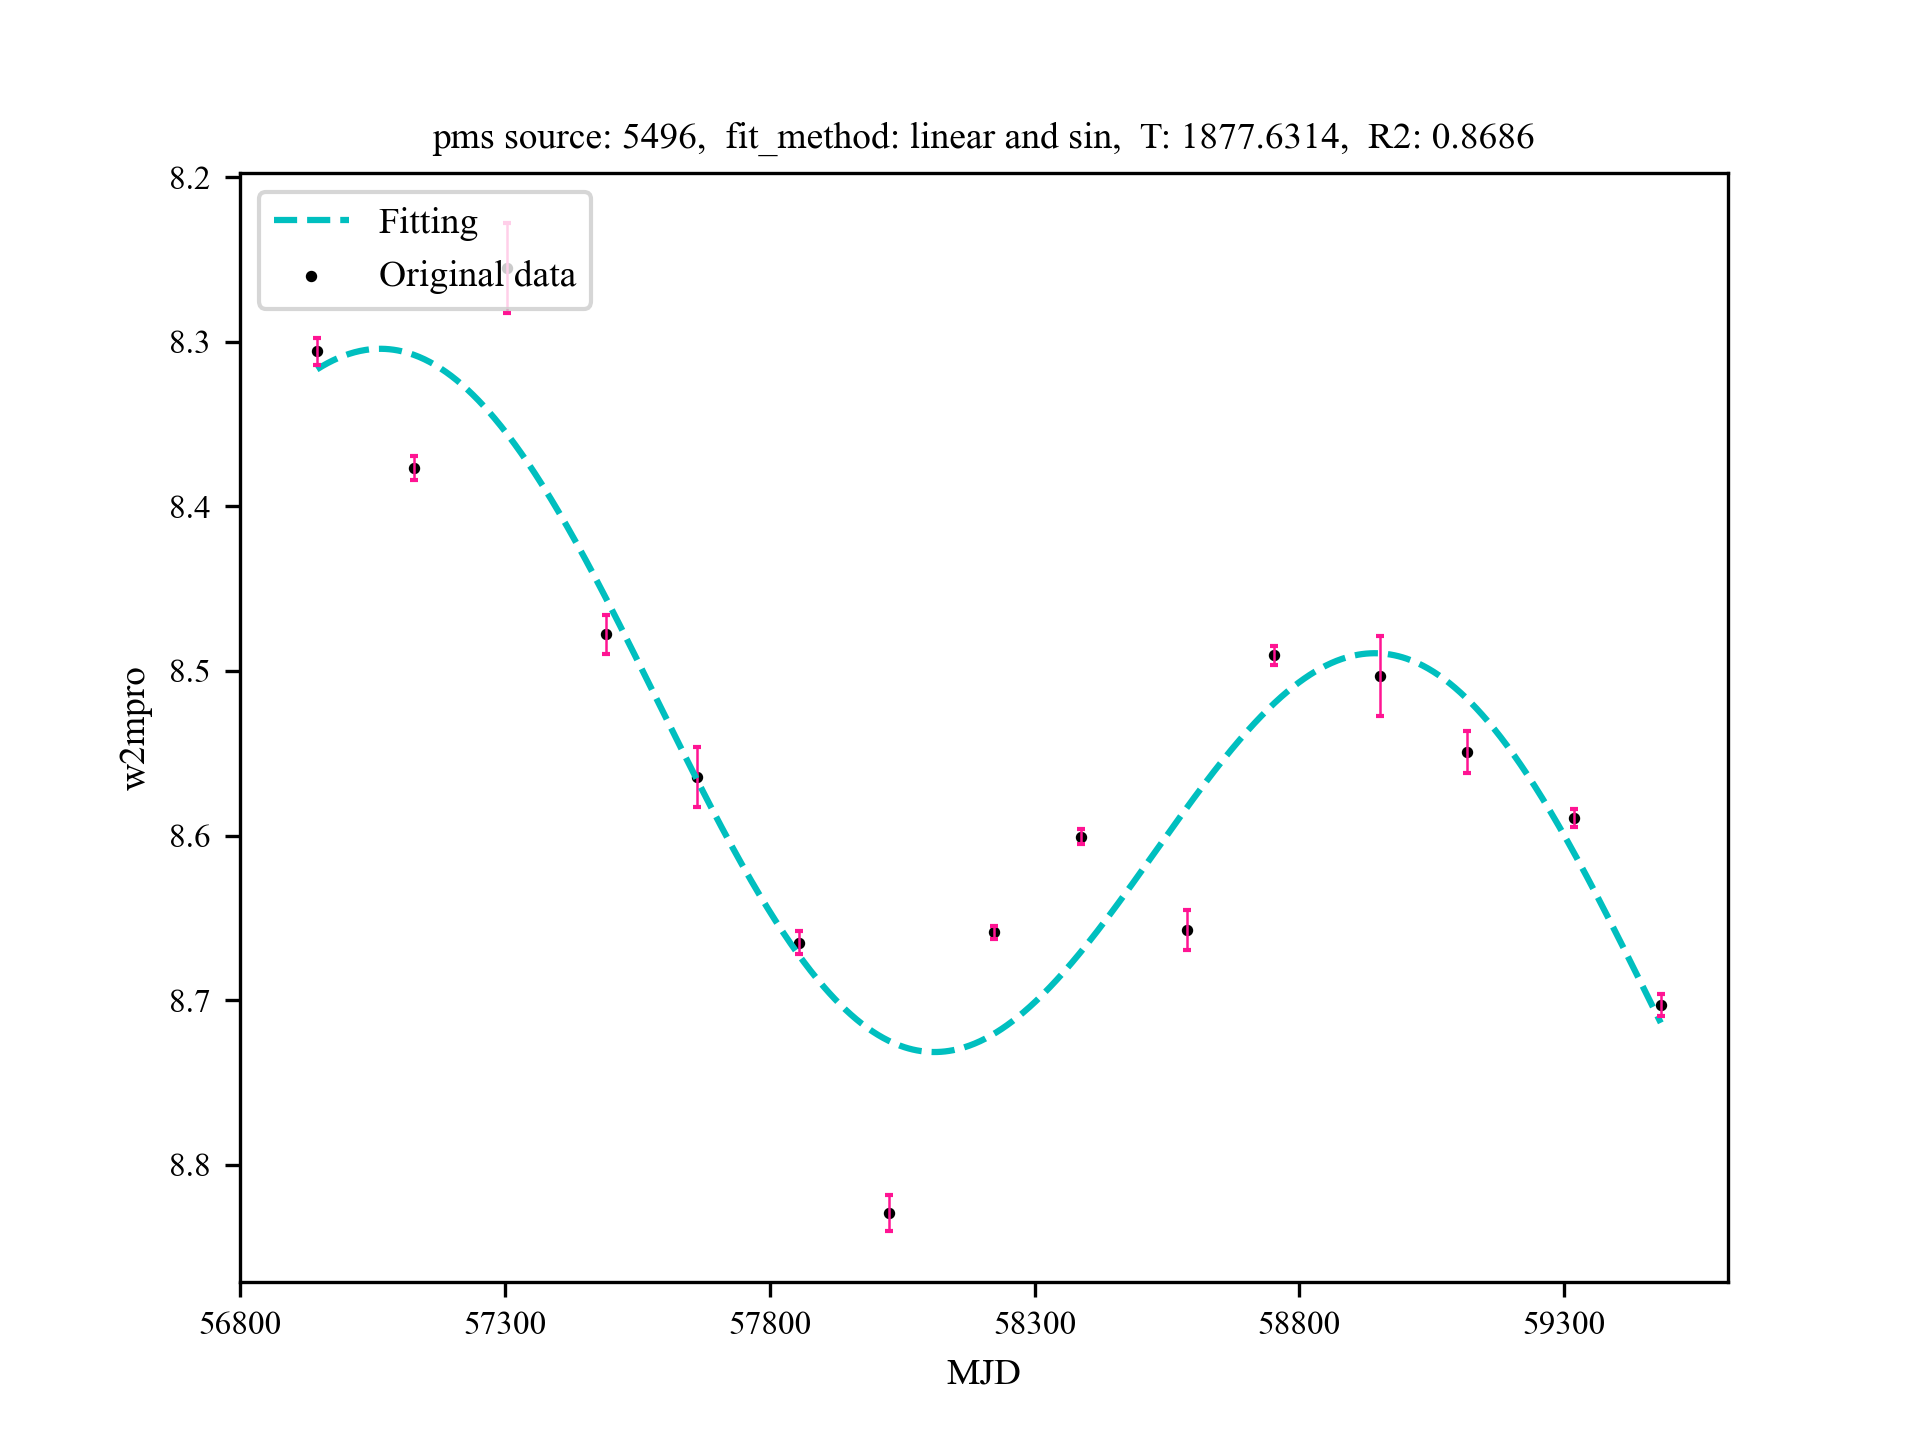 pms source: 5496, fit_method: linear and sin, T: 1877.6314, R2: 0.8686
Fitting
Original data
8.2
8.3
8.4
8.5
8.6
8.7
8.8
w2mpro
56800 57300 57800 58300 58800 59300
MJD